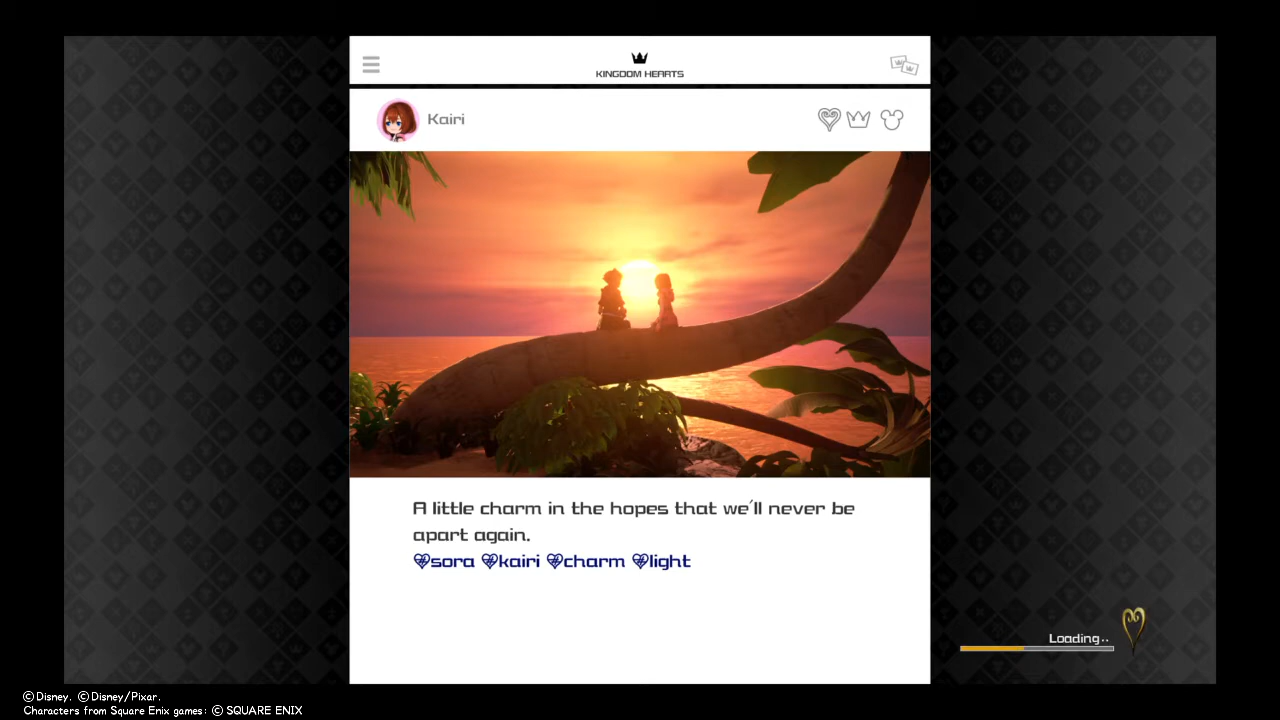 KINGDOM HEARTS
Kairi
A little charm in the hopes that we'll never be
apart again.
sora kairi charm light
Loading..
©Disney. ©Disney/Pixar.
Characters from Square Enix games: © SQUARE ENIX